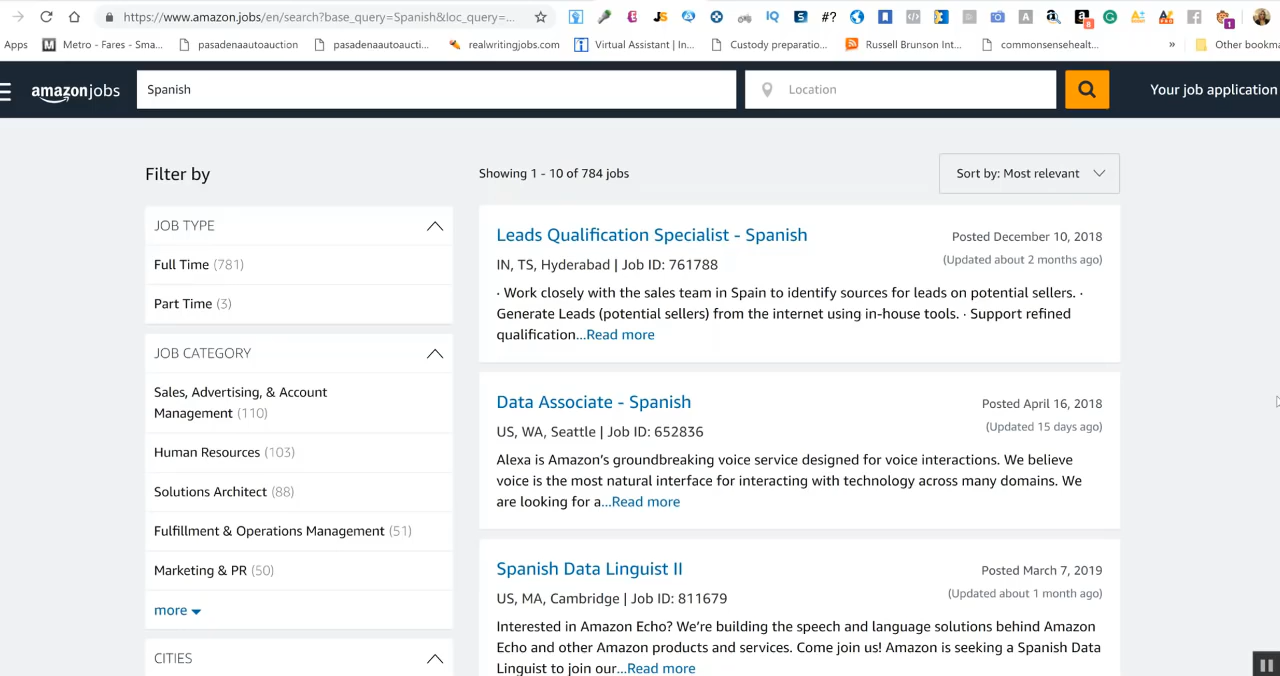 https://www.amazon.jobs/en/search?base_query=Spanish&loc_query=...
Apps
Metro - Fares - Sma...
pasadenaautoauction
pasadenaautoaucti...
realwritingjobs.com
Virtual Assistant | In...
Custody preparatio...
Russell Brunson Int...
commonsensehealt...
»
Other bookma
amazonjobs
Spanish
Location
Your job application
Filter by
Showing 1 - 10 of 784 jobs
Sort by: Most relevant
JOB TYPE
Full Time (781)
Part Time (3)
JOB CATEGORY
Sales, Advertising, & Account
Management (110)
Human Resources (103)
Solutions Architect (88)
Fulfillment & Operations Management (51)
Marketing & PR (50)
more
CITIES
Leads Qualification Specialist - Spanish
Posted December 10, 2018
IN, TS, Hyderabad | Job ID: 761788
(Updated about 2 months ago)
· Work closely with the sales team in Spain to identify sources for leads on potential sellers. ·
Generate Leads (potential sellers) from the internet using in-house tools. · Support refined
qualification...Read more
Data Associate - Spanish
Posted April 16, 2018
US, WA, Seattle | Job ID: 652836
(Updated 15 days ago)
Alexa is Amazon's groundbreaking voice service designed for voice interactions. We believe
voice is the most natural interface for interacting with technology across many domains. We
are looking for a...Read more
Spanish Data Linguist II
Posted March 7, 2019
US, MA, Cambridge | Job ID: 811679
(Updated about 1 month ago)
Interested in Amazon Echo? We're building the speech and language solutions behind Amazon
Echo and other Amazon products and services. Come join us! Amazon is seeking a Spanish Data
Linguist to join our...Read more